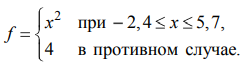 f = { x² при – 2,4 ≤ x ≤ 5,7,
4 в противном случае.